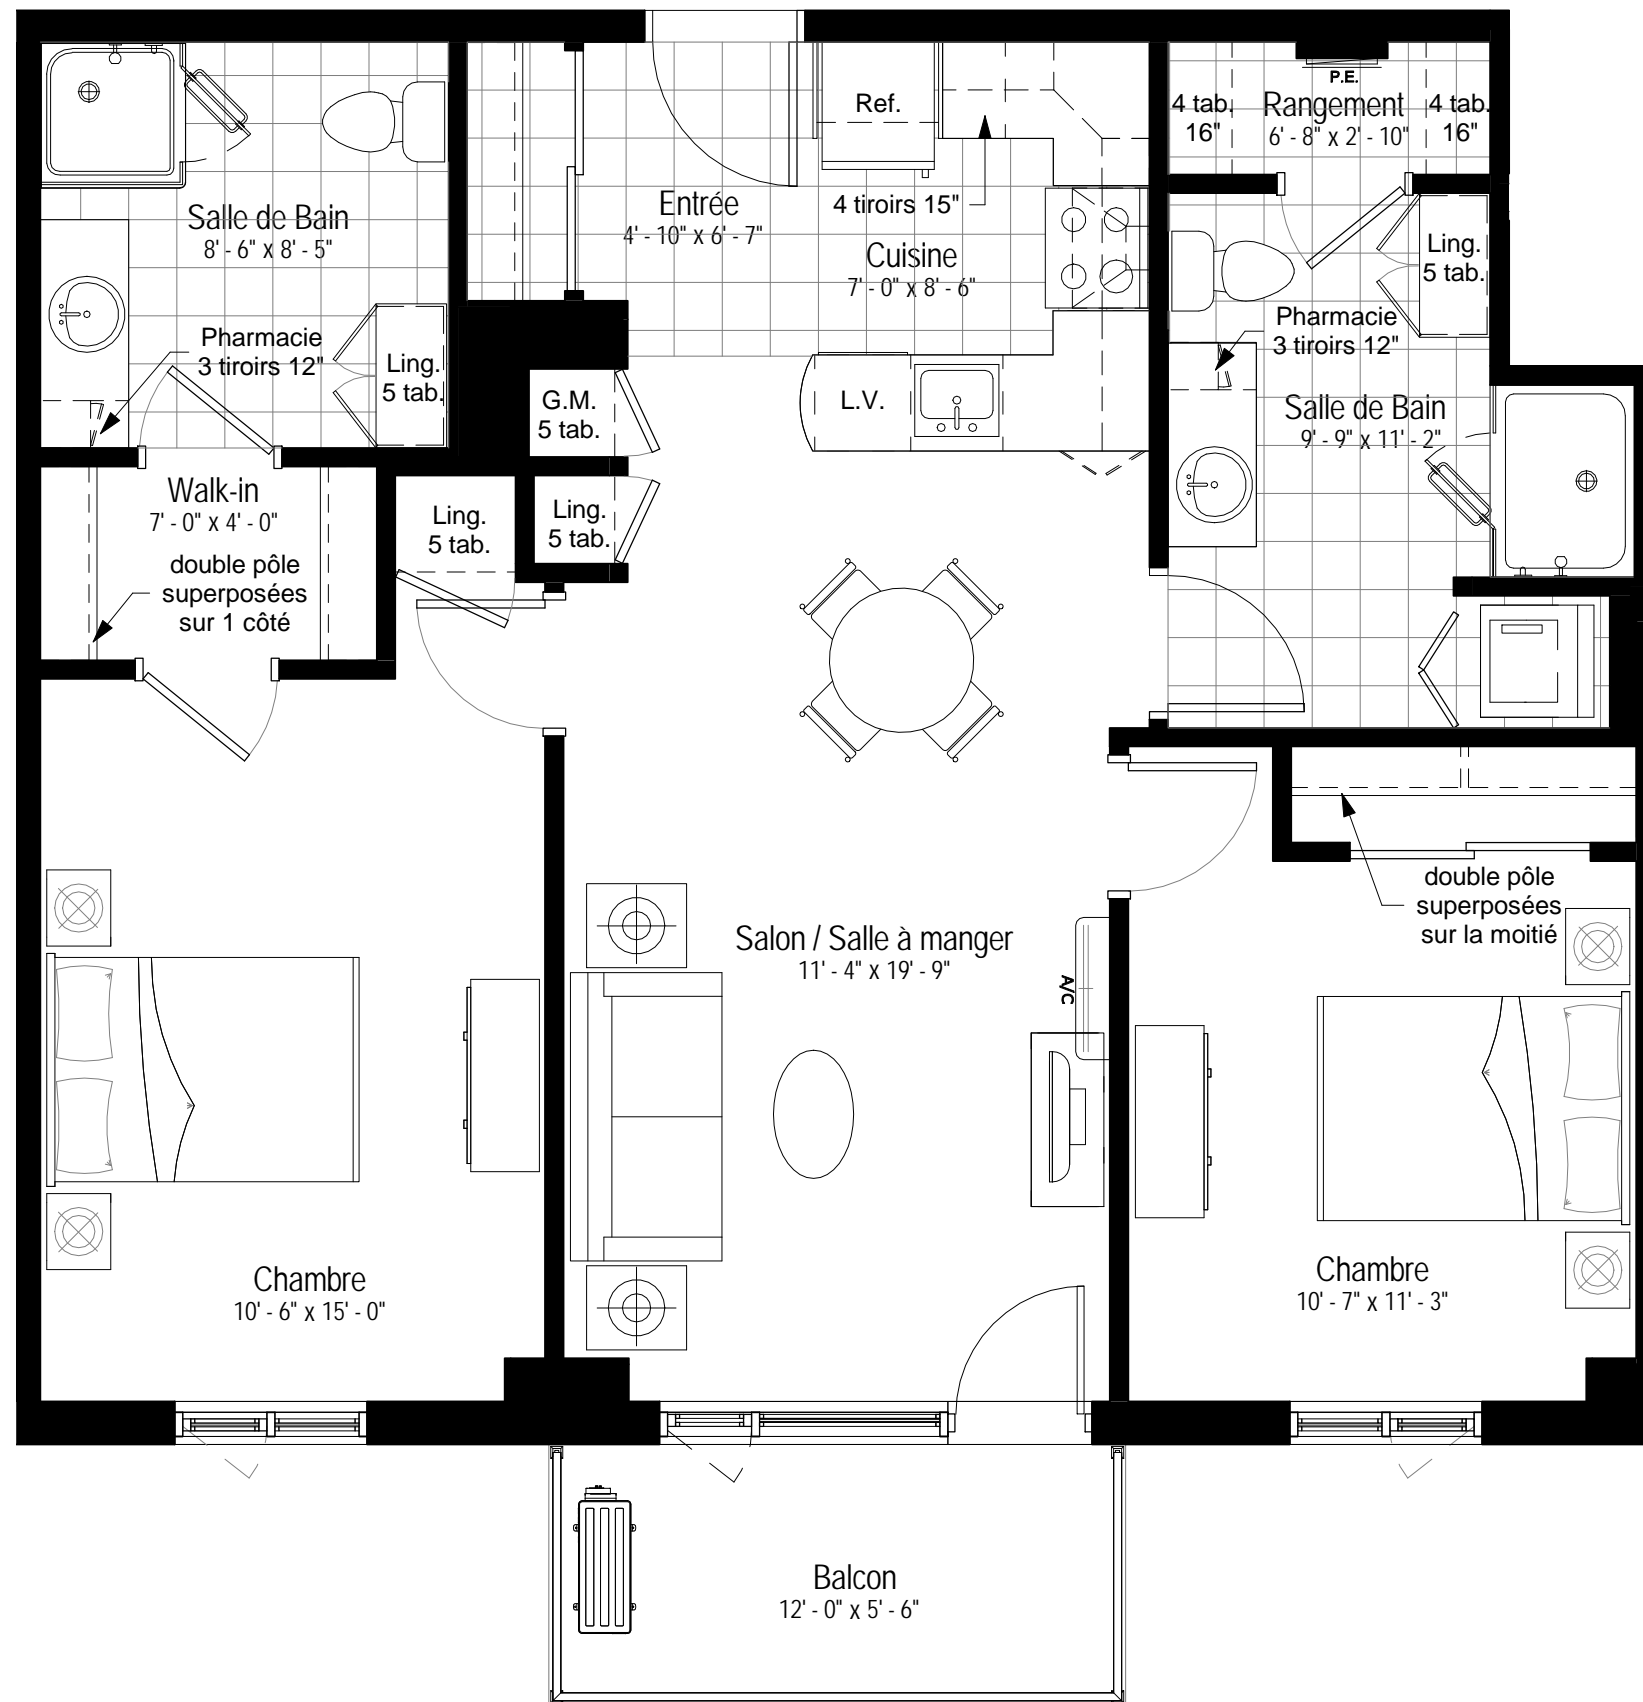 P.E.
4 tab.
16"
Rangement
6' - 8" x 2' - 10"
4 tab.
16"
Ref.
4 tiroirs 15"
Salle de Bain
8' - 6" x 8' - 5"
Entrée
4' - 10" x 6' - 7"
Cuisine
7' - 0" x 8' - 6"
Ling.
5 tab.
Pharmacie
3 tiroirs 12"
Ling.
5 tab.
Pharmacie
3 tiroirs 12"
G.M.
5 tab.
L.V.
Salle de Bain
9' - 9" x 11' - 2"
Walk-in
7' - 0" x 4' - 0"
double pôle
superposées
sur 1 côté
Ling.
5 tab.
Ling.
5 tab.
double pôle
superposées
sur la moitié
Salon / Salle à manger
11' - 4" x 19' - 9"
A/C
Chambre
10' - 6" x 15' - 0"
Chambre
10' - 7" x 11' - 3"
Balcon
12' - 0" x 5' - 6"